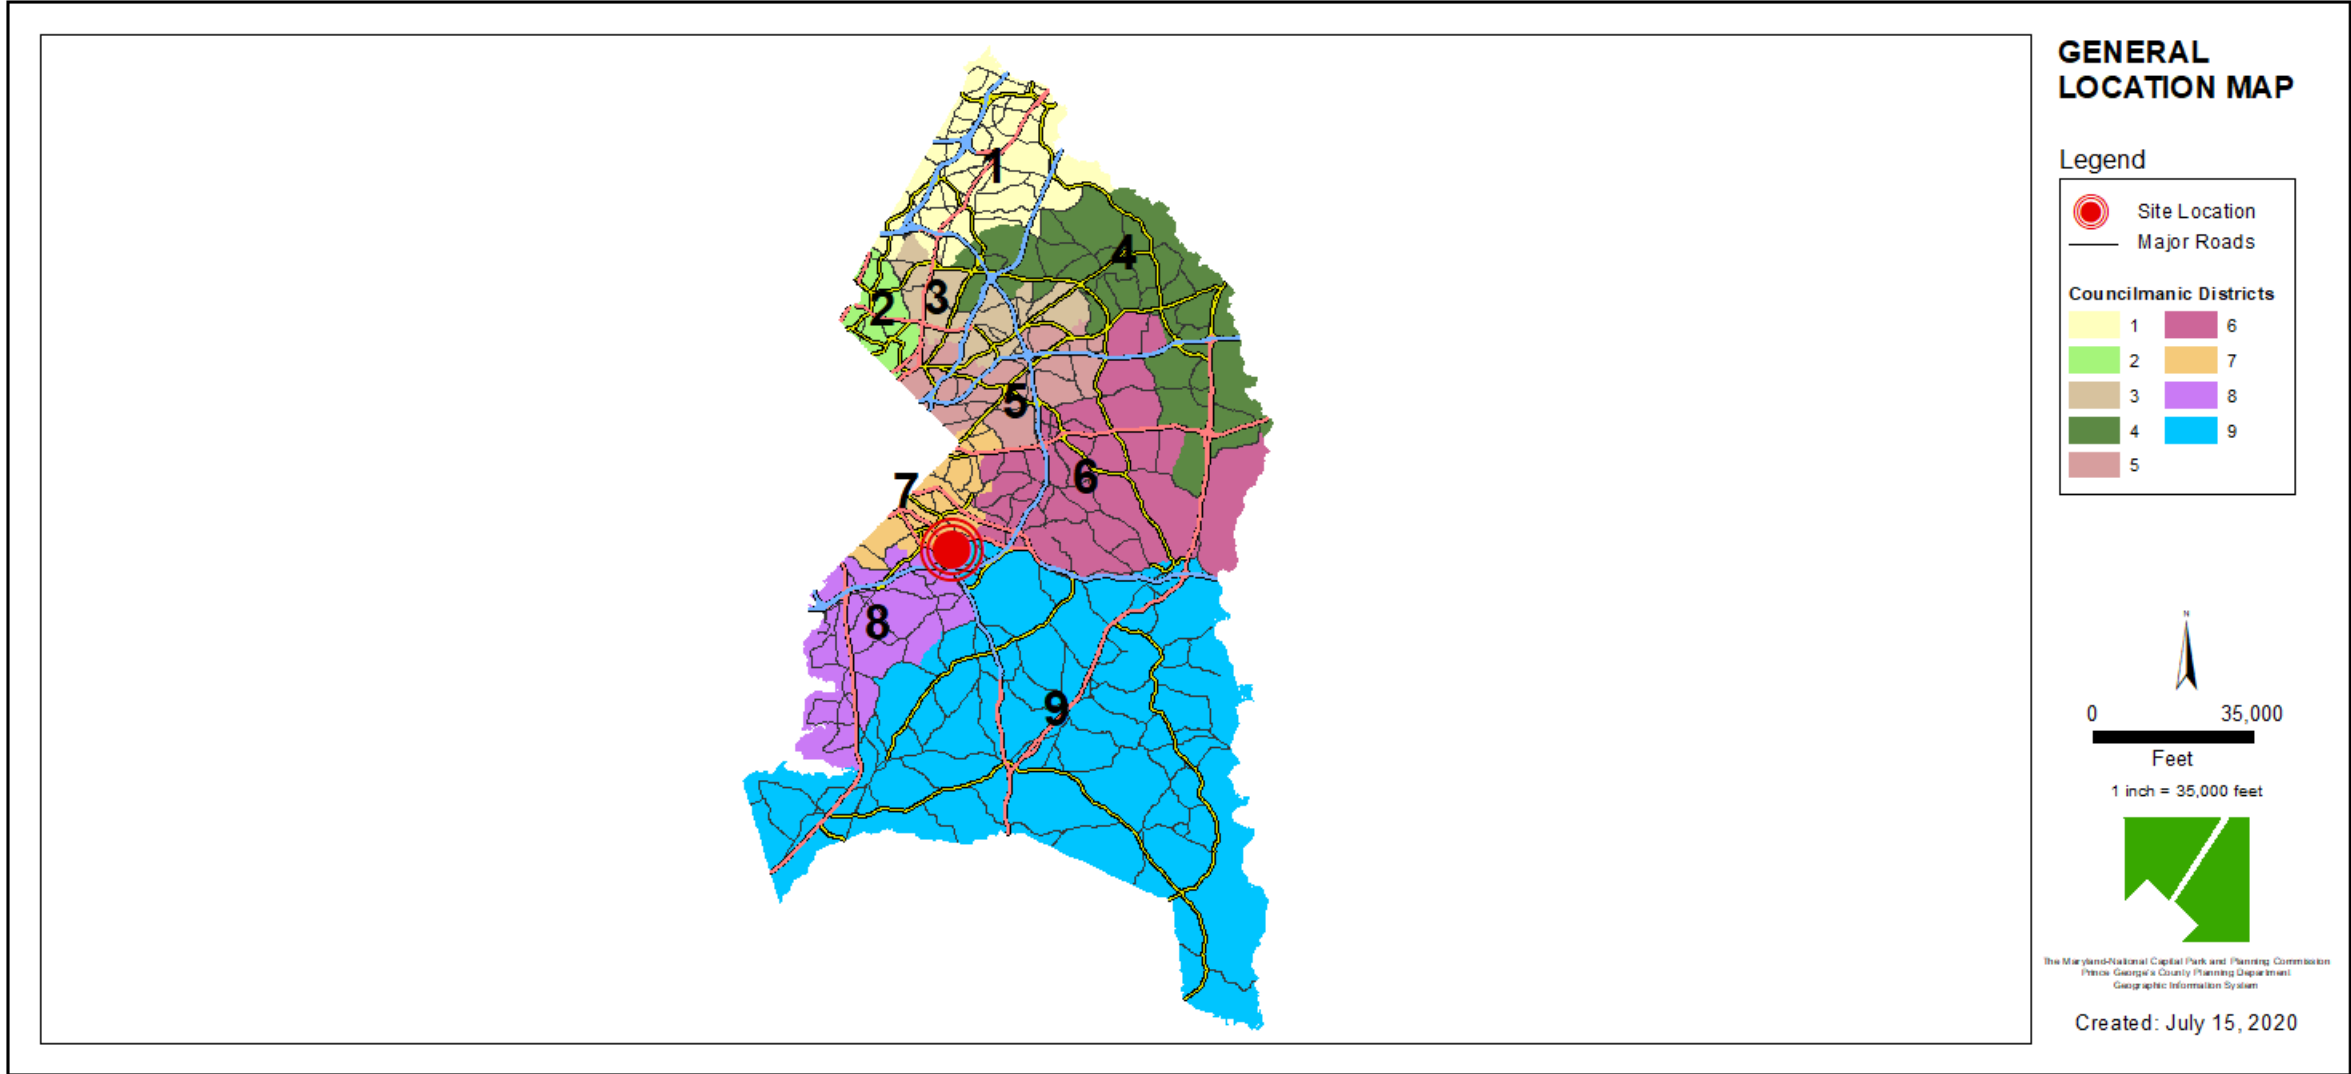 GENERAL
LOCATION MAP
Legend
Site Location
Major Roads
Councilmanic Districts
1 6
2 7
3 8
4 9
5
1
4
2
3
5
6
7
8
9
N
0 35,000
Feet
1 inch = 35,000 feet
The Maryland-National Capital Park and Planning Commission
Prince George's County Planning Department
Geographic Information System
Created: July 15, 2020